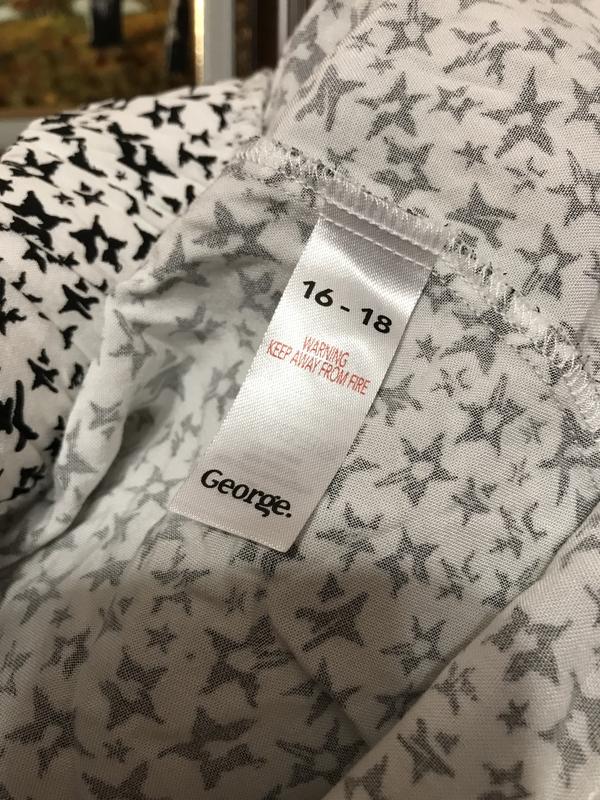 16 - 18
WARNING
KEEP AWAY FROM FIRE
George.